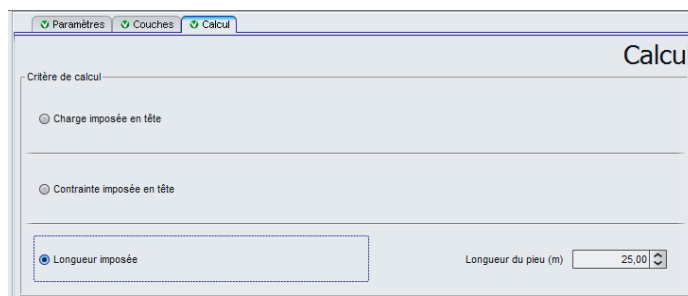 Paramètres Couches Calcul
Calcu
Critère de calcul
Charge imposée en tête
Contrainte imposée en tête
Longueur imposée Longueur du pieu (m) 25,00